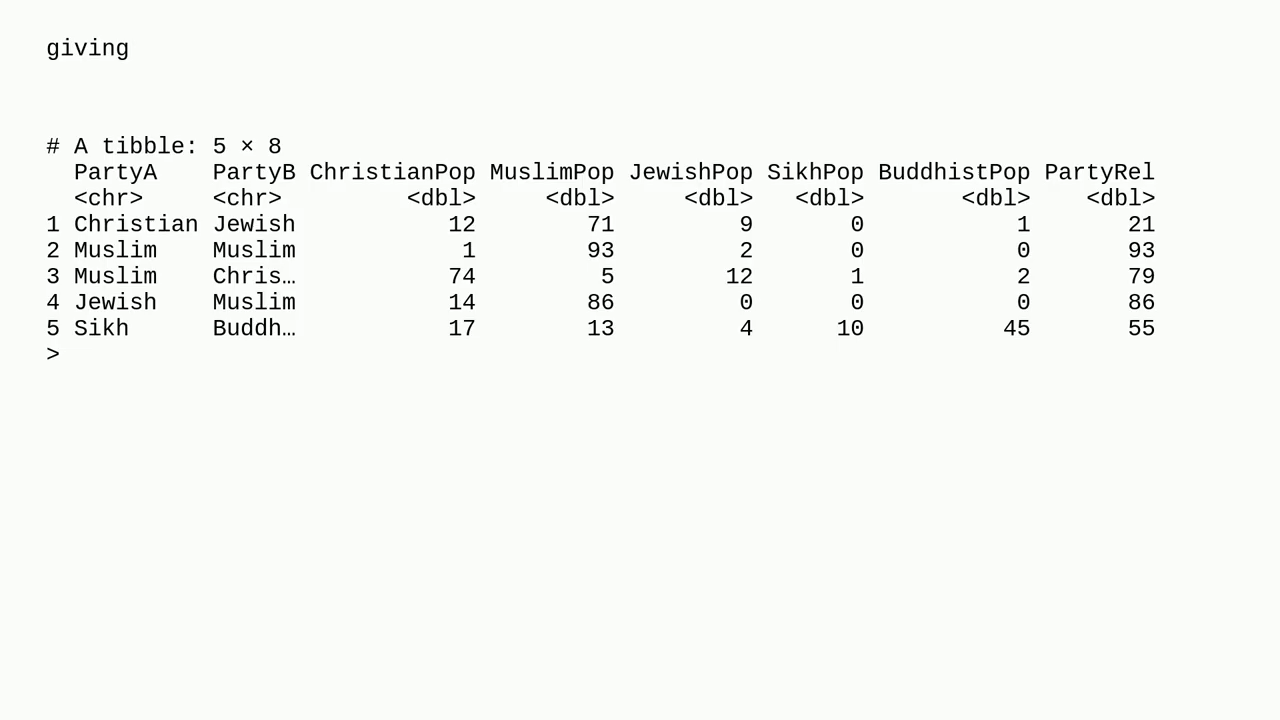 giving
# A tibble: 5 × 8
  PartyA    PartyB ChristianPop MuslimPop JewishPop SikhPop BuddhistPop PartyRel
  <chr>     <chr>         <dbl>     <dbl>     <dbl>   <dbl>       <dbl>    <dbl>
1 Christian Jewish           12        71         9       0           1       21
2 Muslim    Muslim            1        93         2       0           0       93
3 Muslim    Chris…           74         5        12       1           2       79
4 Jewish    Muslim           14        86         0       0           0       86
5 Sikh      Buddh…           17        13         4      10          45       55
>